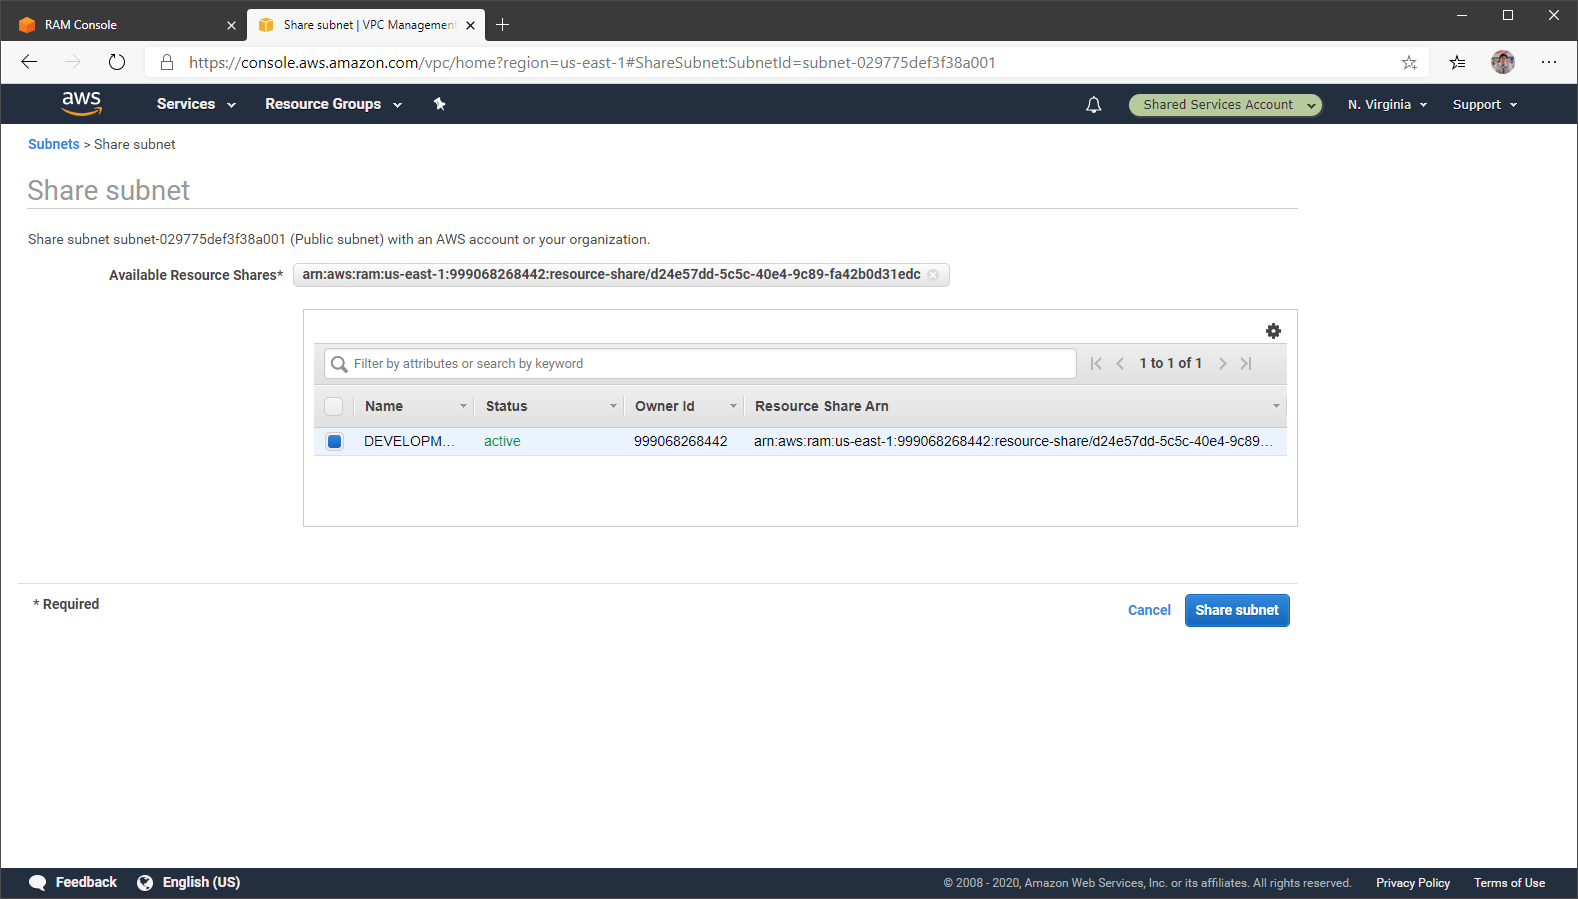 RAM Console
Share subnet | VPC Management
https://console.aws.amazon.com/vpc/home?region=us-east-1#ShareSubnet:SubnetId=subnet-029775def3f38a001
aws Services Resource Groups Shared Services Account N. Virginia Support
Subnets > Share subnet
Share subnet
Share subnet subnet-029775def3f38a001 (Public subnet) with an AWS account or your organization.
Available Resource Shares* arn:aws:ram:us-east-1:999068268442:resource-share/d24e57dd-5c5c-40e4-9c89-fa42b0d31edc
Filter by attributes or search by keyword 1 to 1 of 1
Name Status Owner Id Resource Share Arn
DEVELOPM... active 999068268442 arn:aws:ram:us-east-1:999068268442:resource-share/d24e57dd-5c5c-40e4-9c89...
* Required
Cancel Share subnet
Feedback English (US) © 2008 - 2020, Amazon Web Services, Inc. or its affiliates. All rights reserved. Privacy Policy Terms of Use